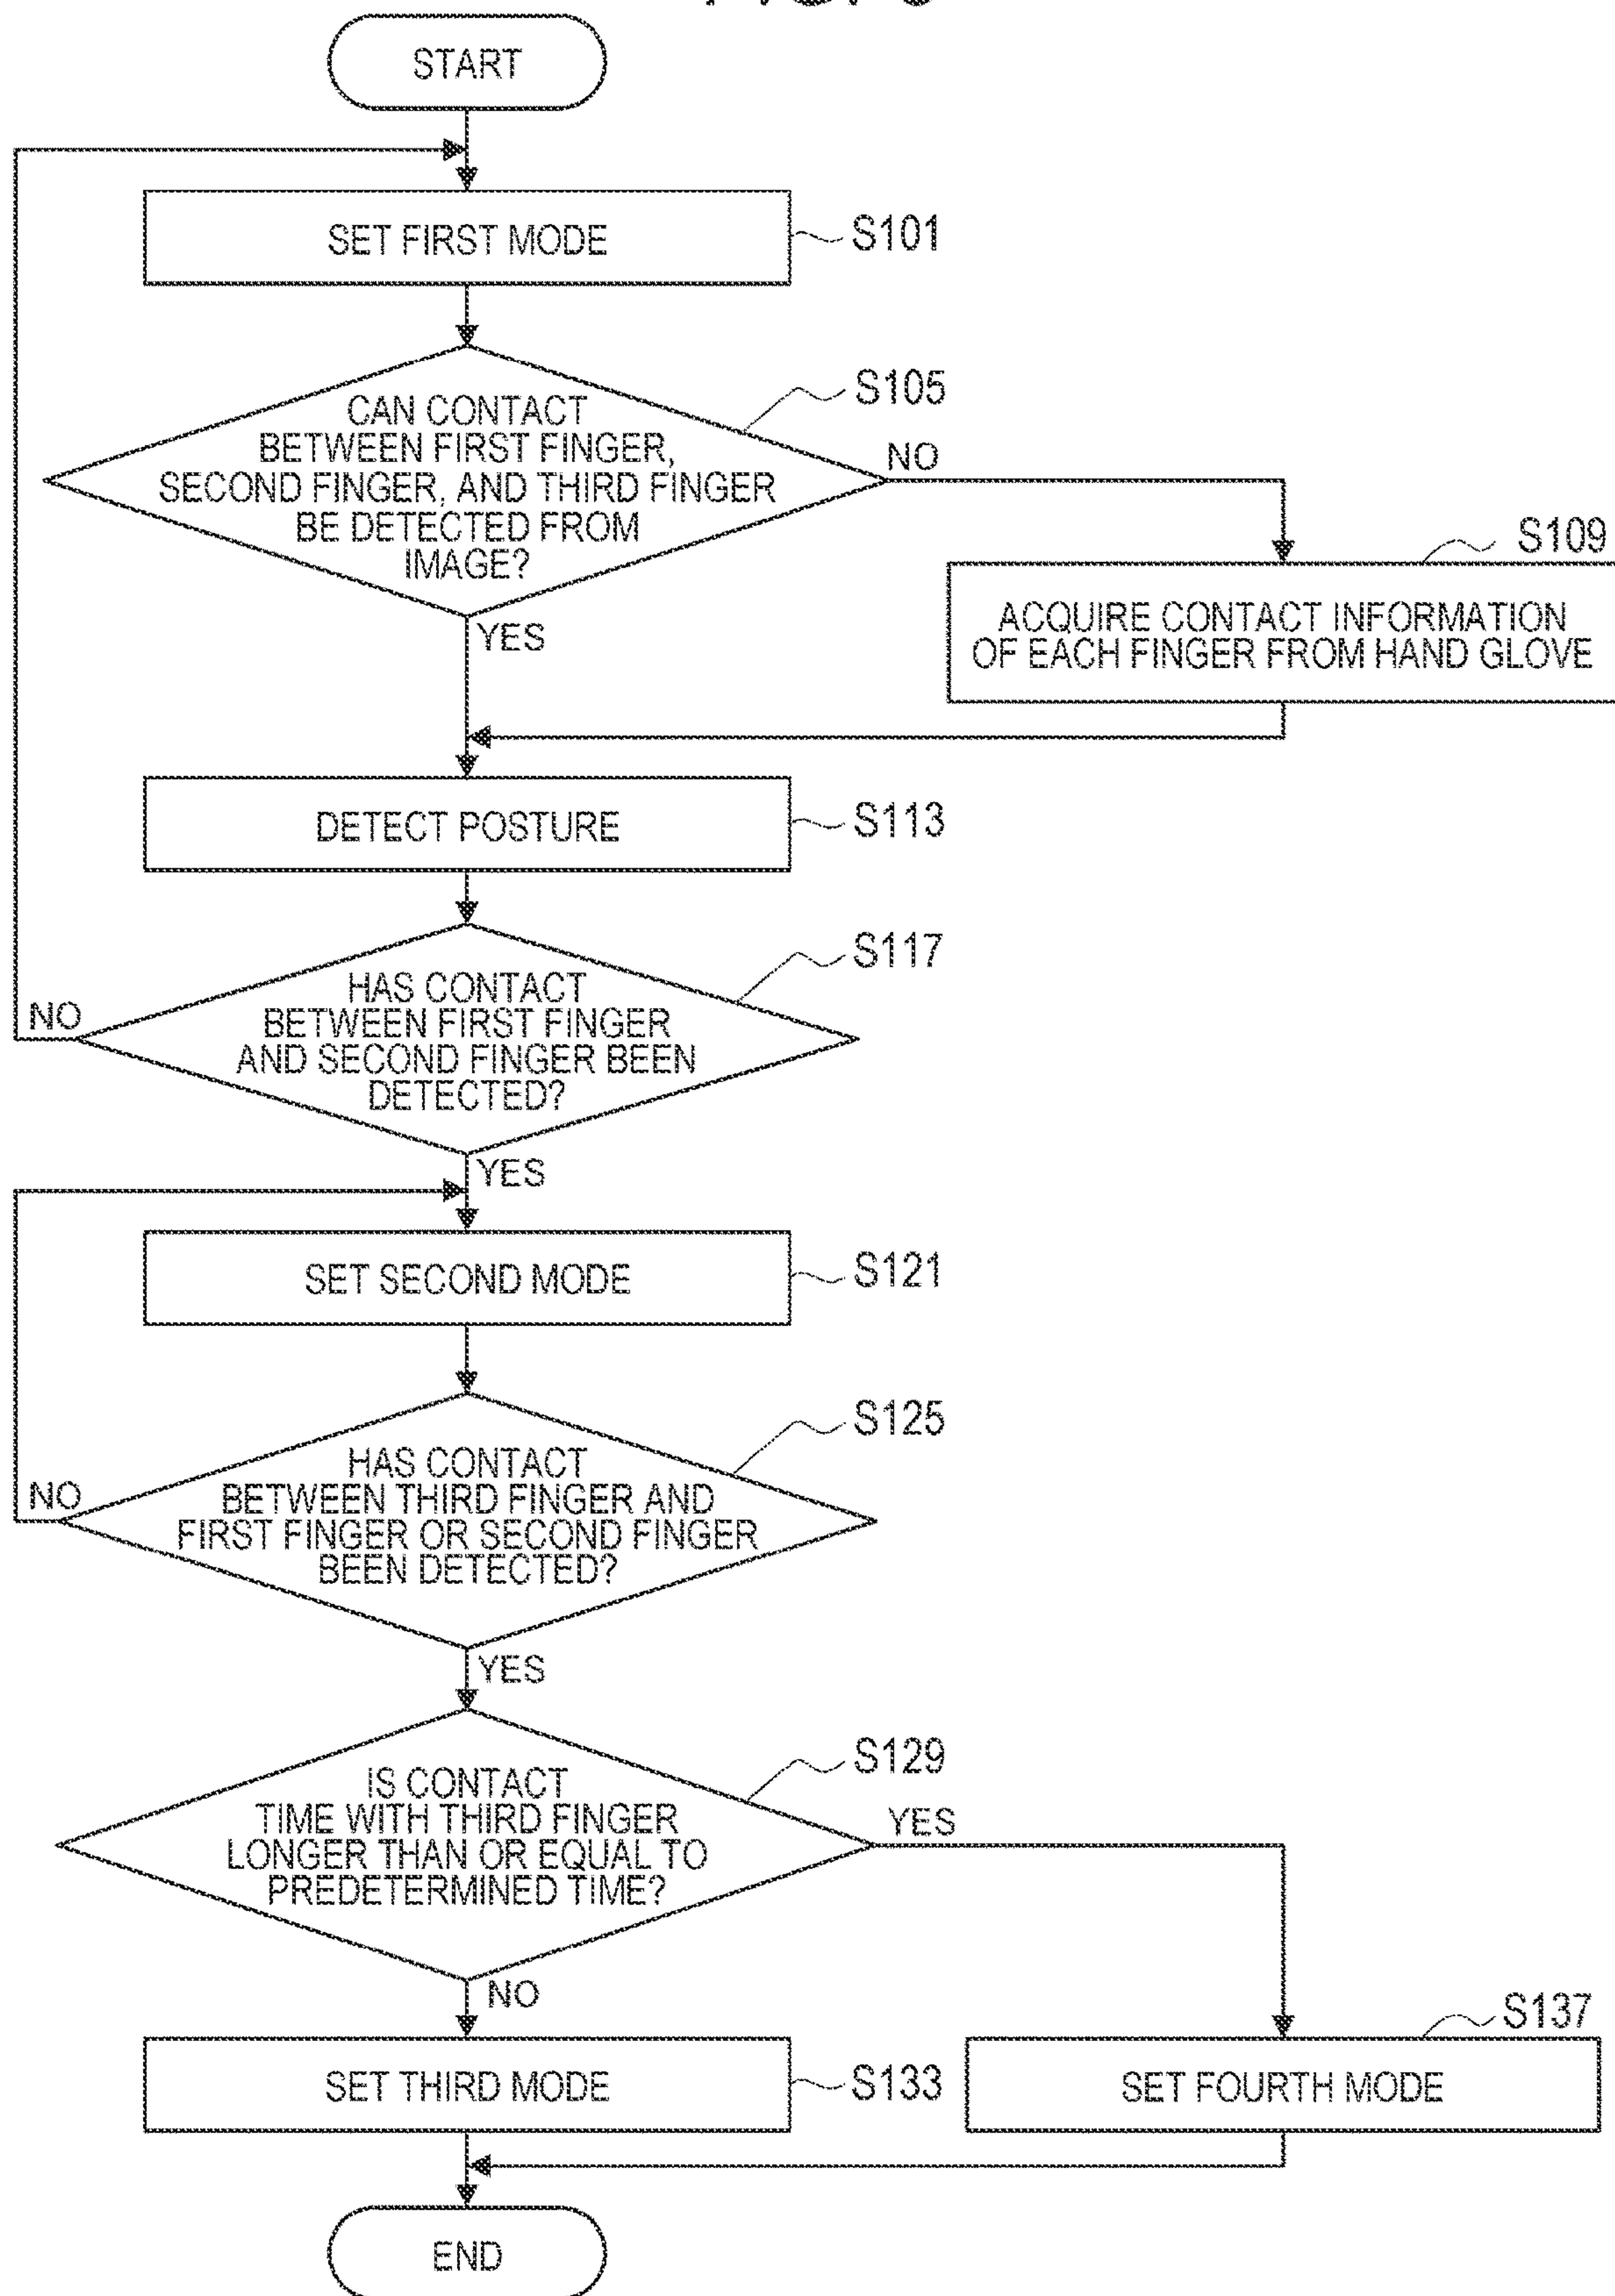 START
SET FIRST MODE
S101
CAN CONTACT
BETWEEN FIRST FINGER,
SECOND FINGER, AND THIRD FINGER
BE DETECTED FROM
IMAGE?
S105
NO
YES
S109
ACQUIRE CONTACT INFORMATION
OF EACH FINGER FROM HAND GLOVE
DETECT POSTURE
S113
HAS CONTACT
BETWEEN FIRST FINGER
AND SECOND FINGER BEEN
DETECTED?
S117
NO
YES
SET SECOND MODE
S121
HAS CONTACT
BETWEEN THIRD FINGER AND
FIRST FINGER OR SECOND FINGER
BEEN DETECTED?
S125
NO
YES
IS CONTACT
TIME WITH THIRD FINGER
LONGER THAN OR EQUAL TO
PREDETERMINED TIME?
S129
YES
NO
SET THIRD MODE
S133
S137
SET FOURTH MODE
END